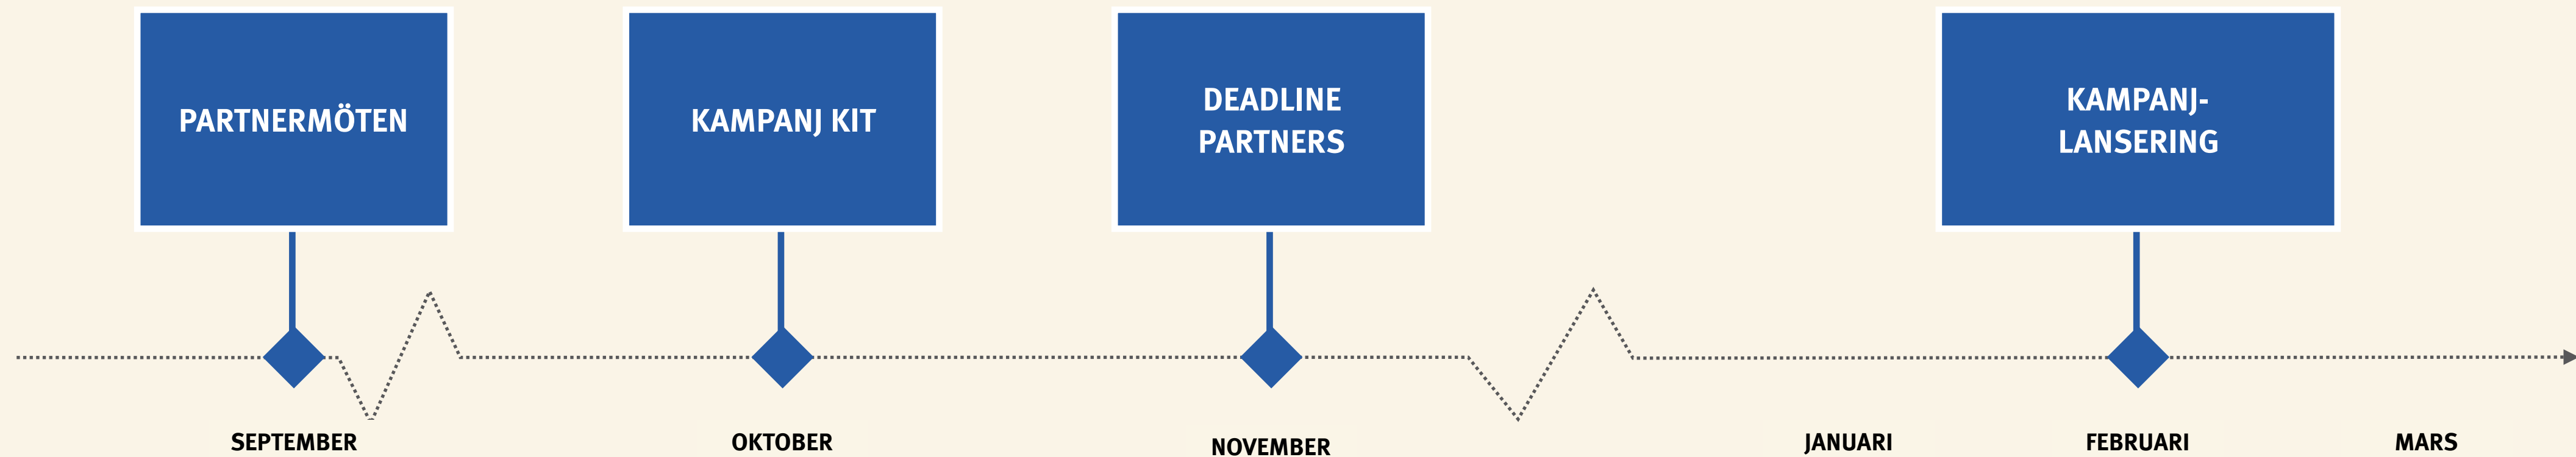 PARTNERMÖTEN
KAMPANJ KIT
DEADLINE
PARTNERS
KAMPANJ-
LANSERING
SEPTEMBER
OKTOBER
NOVEMBER
JANUARI
FEBRUARI
MARS